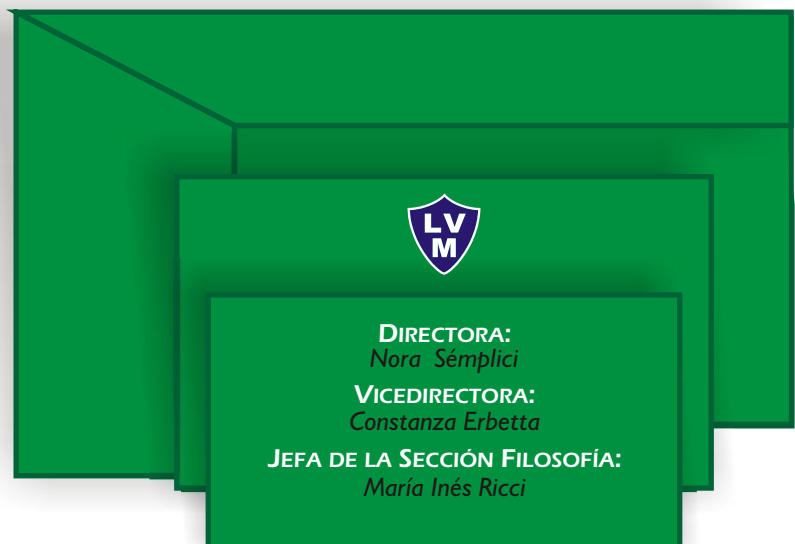 LV
M
DIRECTORA:
Nora Sémplici
VICEDIRECTORA:
Constanza Erbetta
JEFA DE LA SECCIÓN FILOSOFÍA:
María Inés Ricci